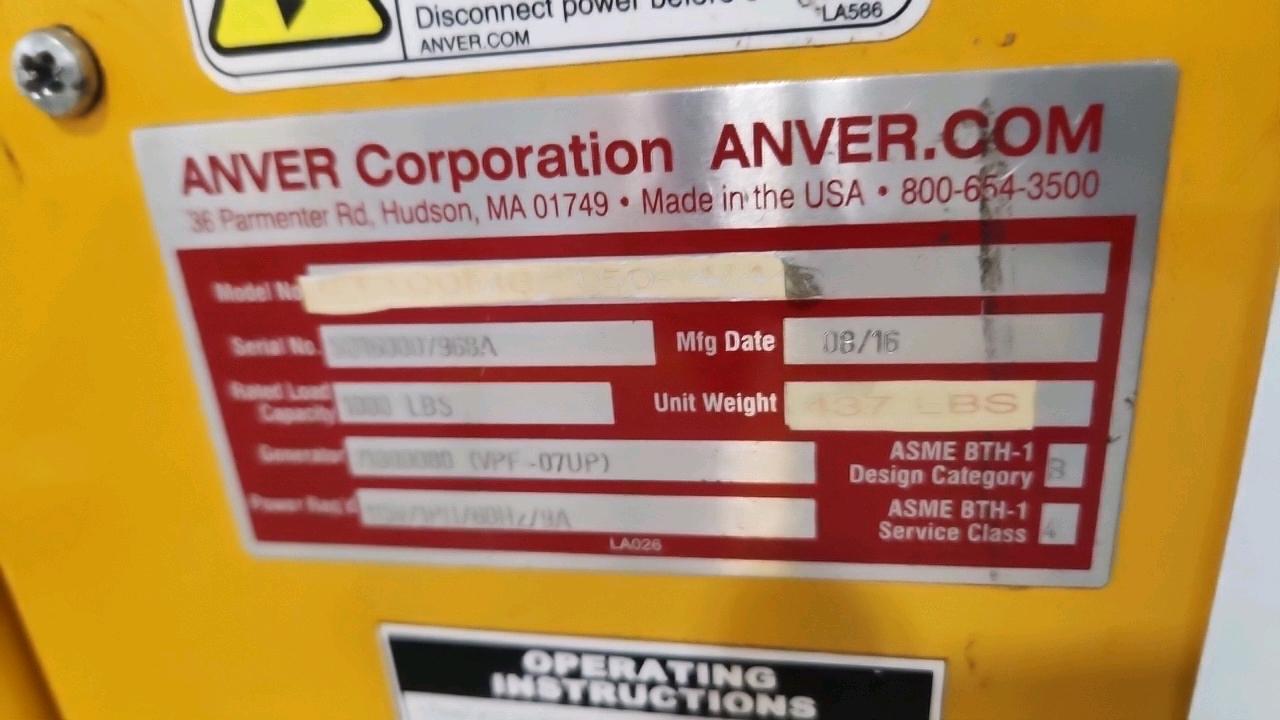 Disconnect power before
LA586
ANVER.COM
ANVER Corporation ANVER.COM
36 Parmenter Rd, Hudson, MA 01749 • Made in the USA • 800-654-3500
Model No
Serial No.
Mfg Date 08/16
Rated Load Capacity 1000 LBS
Unit Weight 437 LBS
Generator (VPF-07UP)
ASME BTH-1
Design Category B
Power Req'd
ASME BTH-1
Service Class 4
LA026
OPERATING
INSTRUCTIONS